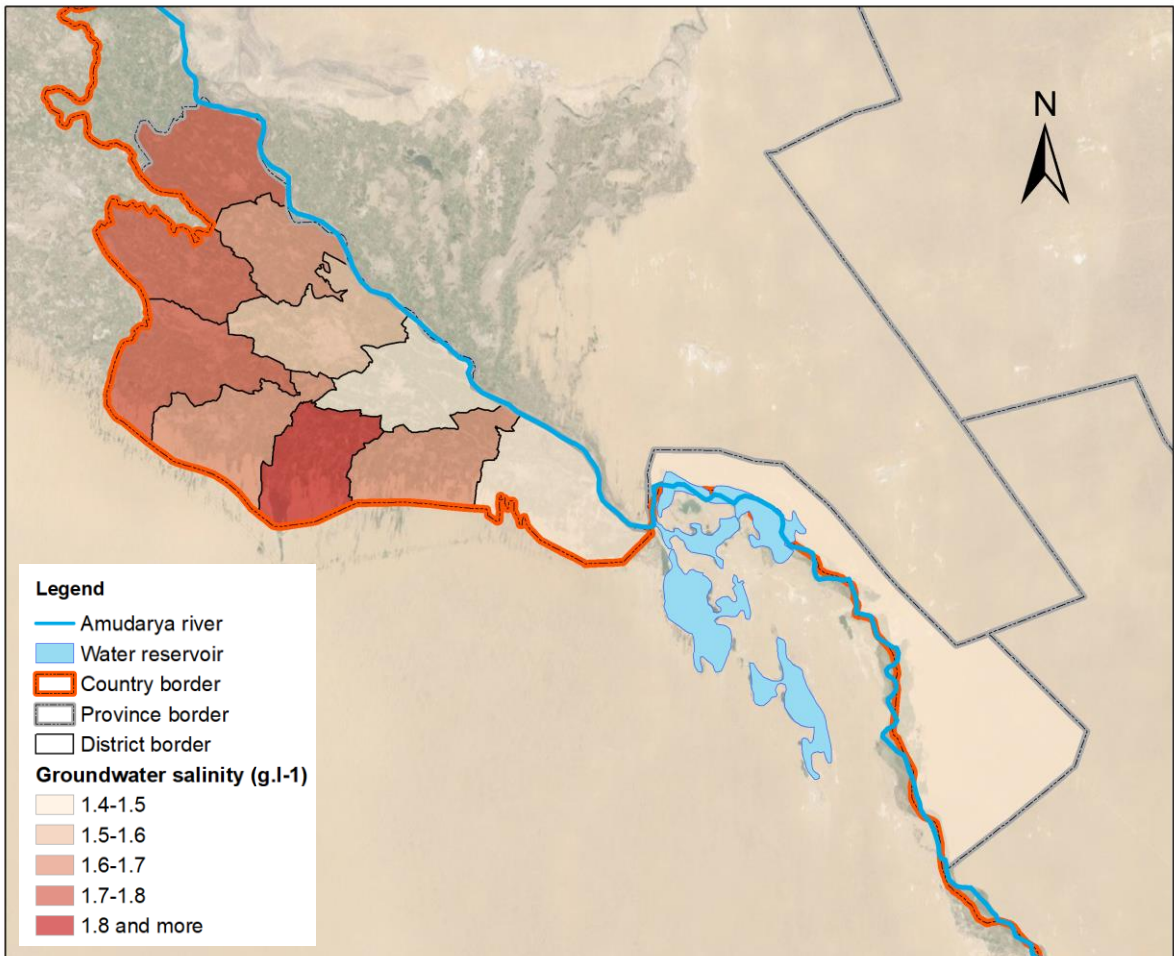 N
Legend
Amudarya river
Water reservoir
Country border
Province border
District border
Groundwater salinity (g.l-1)
1.4-1.5
1.5-1.6
1.6-1.7
1.7-1.8
1.8 and more